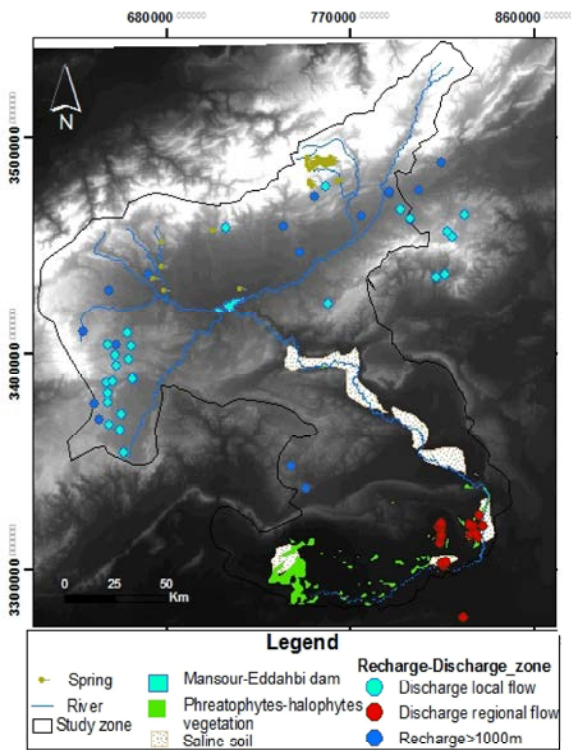 680000 770000 860000
N
3500000
3400000
3300000
0 25 50
Km
Legend
Spring
River
Study zone
Mansour-Eddahbi dam
Phreatophytes-halophytes
vegetation
Saline soil
Recharge-Discharge_zone
Discharge local flow
Discharge regional flow
Recharge>1000m